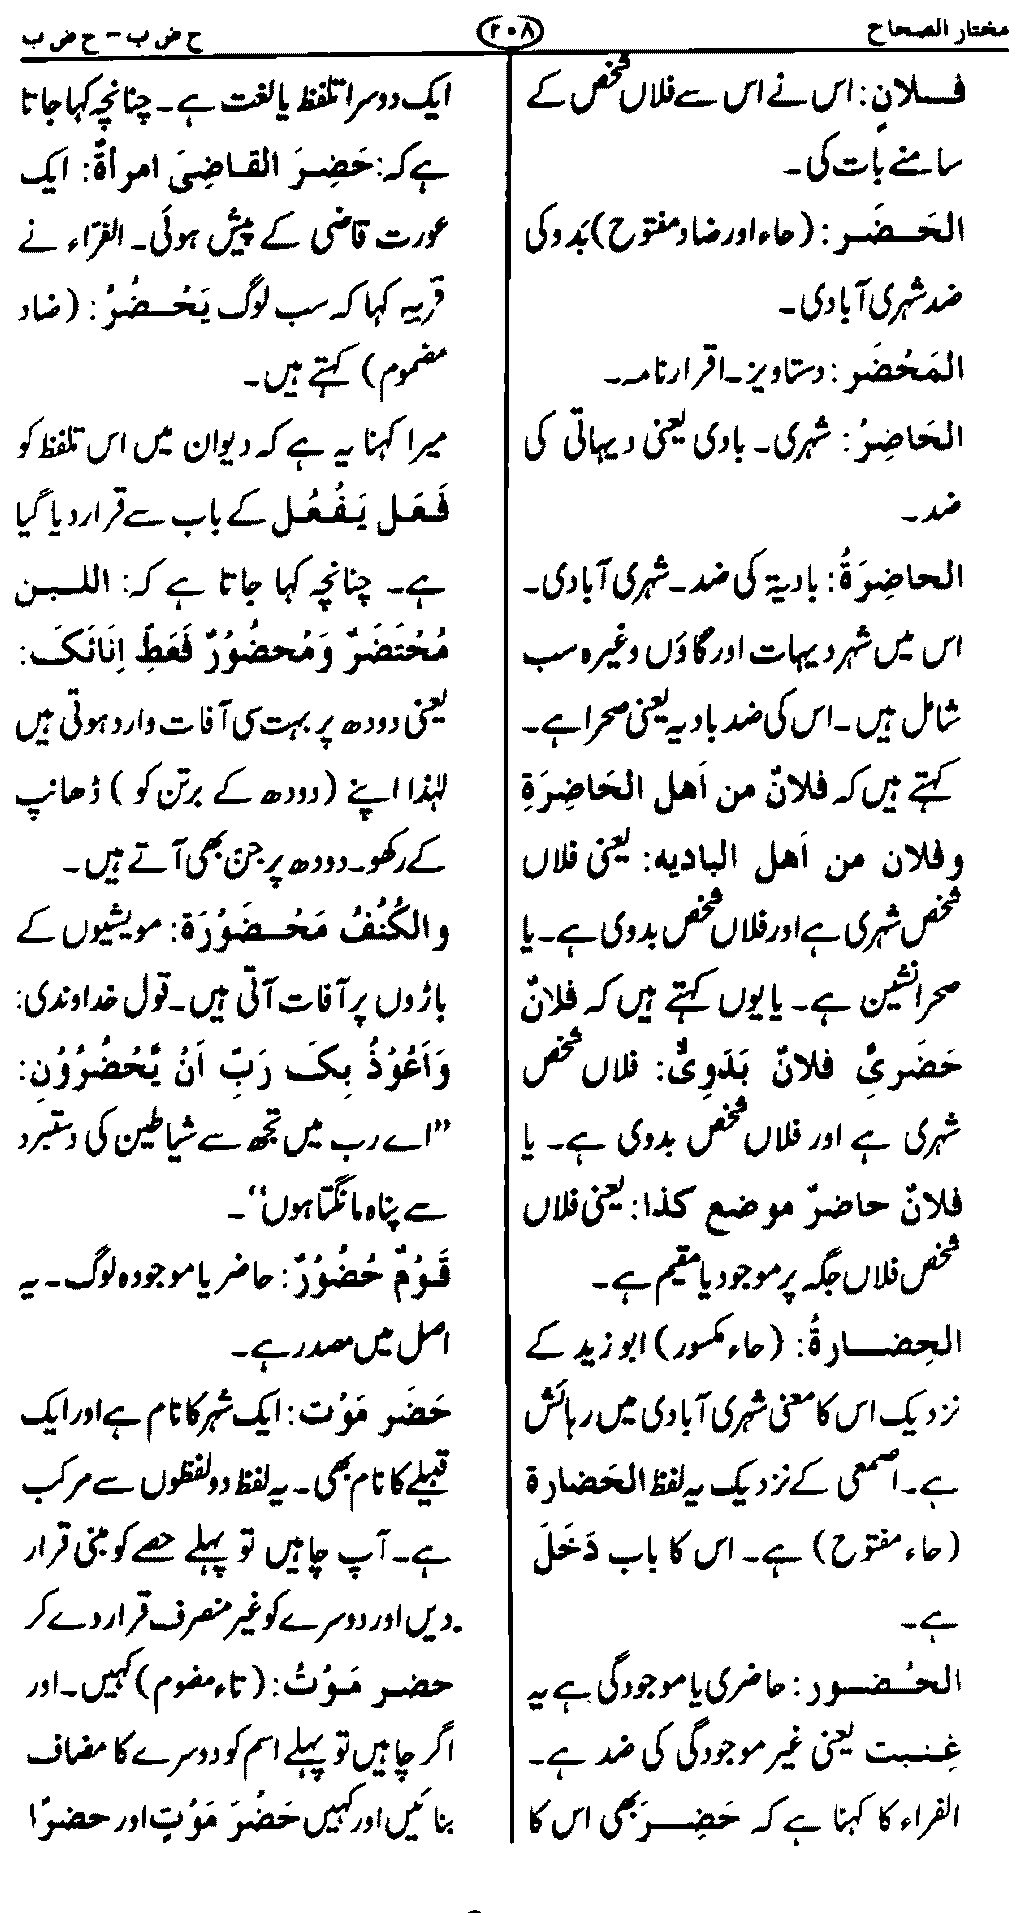 مختار الصحاح
۲۰۸
ح ض ب – ح ض ب
فلانٍ: اس نے اس سے فلاں شخص کے
سامنے بات کی۔
الحَضَر: (حاء اور ضاد مفتوح) بَدو کی
ضد شہری آبادی۔
المَحْضَر: دستاویز۔ اقرار نامہ۔
الحَاضِرُ: شہری۔ بادی یعنی دیہاتی کی
ضد۔
الحاضِرَةُ: بادیۃ کی ضد۔ شہری آبادی۔
اس میں شہر دیہات اور گاؤں وغیرہ سب
شامل ہیں۔ اس کی ضد بادیہ یعنی صحرا ہے۔
کہتے ہیں کہ فلانٌ من اَهل الحَاضِرَةِ
وفلان من اَهل البادیه: یعنی فلاں
شخص شہری ہے اور فلاں شخص بدوی ہے۔ یا
صحرا نشین ہے۔ یا یوں کہتے ہیں کہ فلانٌ
حَضَرِیٌّ فلانٌ بَدَوِیٌّ: فلاں شخص
شہری ہے اور فلاں شخص بدوی ہے۔ یا
فلانٌ حاضرٌ موضع کذا: یعنی فلاں
شخص فلاں جگہ پر موجود یا مقیم ہے۔
الحِضارةُ: (حاء مکسور) ابو زید کے
نزدیک اس کا معنی شہری آبادی میں رہائش
ہے۔ اصمعی کے نزدیک یہ لفظ الحَضارة
(حاء مفتوح) ہے۔ اس کا باب دَخَلَ
ہے۔
الحُضور: حاضری یا موجودگی ہے یہ
غِیبت یعنی غیر موجودگی کی ضد ہے۔
الفراء کا کہنا ہے کہ حَضِرَ بھی اس کا
ایک دوسرا تلفظ یا لغت ہے۔ چنانچہ کہا جاتا
ہے کہ: حَضِرَ القاضِیَ امرأةٌ: ایک
عورت قاضی کے پیش ہوئی۔ الفرّاء نے
قریہ کہا کہ سب لوگ یَحْضُرُ: (ضاد
مضموم) کہتے ہیں۔
میرا کہنا یہ ہے کہ دیوان میں اس تلفظ کو
فَعَل یَفْعُل کے باب سے قرار دیا گیا
ہے۔ چنانچہ کہا جاتا ہے کہ: اللبن
مُحْتَضَرٌ وَمُحضُوْرٌ فَغَطِّ اِنَائَکَ:
یعنی دودھ پر بہت سی آفات وارد ہوتی ہیں
لہٰذا اپنے (دودھ کے برتن کو) ڈھانپ
کے رکھو۔ دودھ پر جن بھی آتے ہیں۔
والکُنُفُ مَحْضَوْرَة: مویشیوں کے
باڑوں پر آفات آتی ہیں۔ قول خداوندی:
وَاَعُوْذُ بِکَ رَبِّ اَنْ یَّحْضُرُوْنِ:
”اے رب میں تجھ سے شیاطین کی دستبرد
سے پناہ مانگتا ہوں“۔
قَوْمٌ حُضُوْرٌ: حاضر یا موجودہ لوگ۔ یہ
اصل میں مصدر ہے۔
حَضَر مَوْت: ایک شہر کا نام ہے اور ایک
قبیلے کا نام بھی۔ یہ لفظ دو لفظوں سے مرکب
ہے۔ آپ چاہیں تو پہلے حصے کو مبنی قرار
دیں اور دوسرے کو غیر منصرف قرار دے کر
حضر مَوْتُ: (تاء مضموم) کہیں۔ اور
اگر چاہیں تو پہلے اسم کو دوسرے کا مضاف
بنائیں اور کہیں حَضْرَ مَوْتٍ اور حضرًا